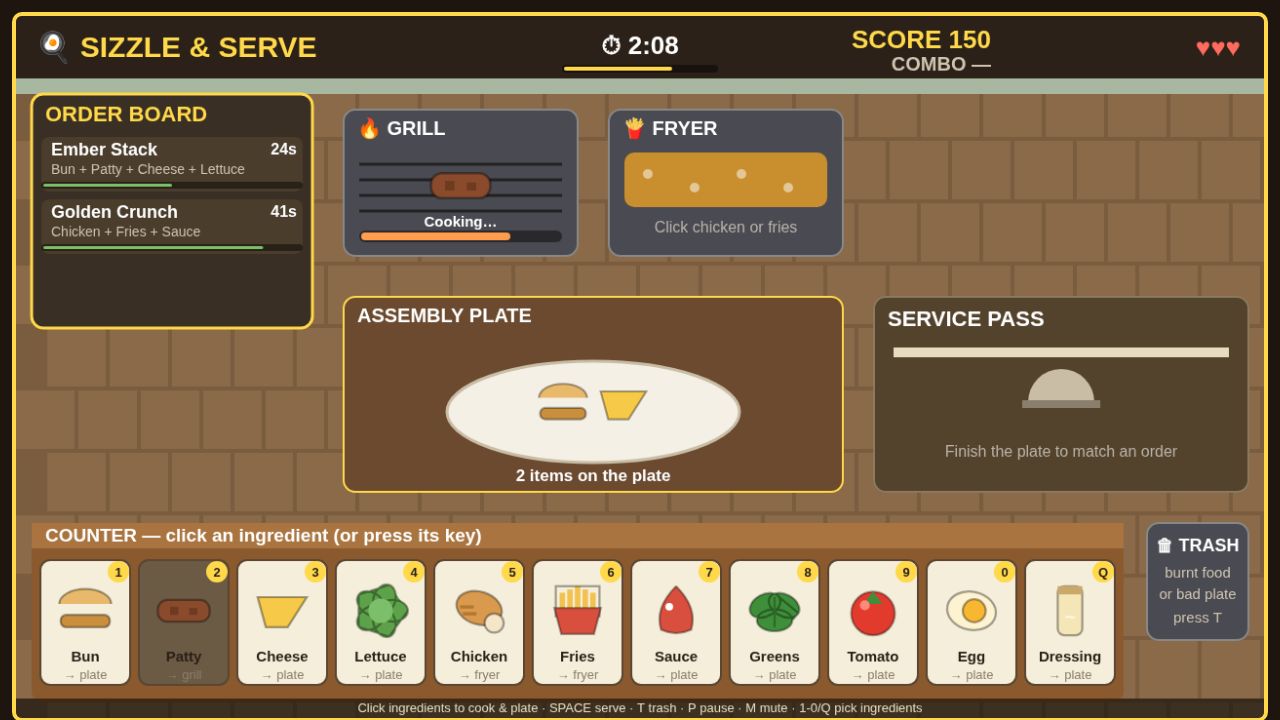 🍳 SIZZLE & SERVE
⏱ 2:08
SCORE 150
COMBO —
♥♥♥
ORDER BOARD
Ember Stack 24s
Bun + Patty + Cheese + Lettuce
Golden Crunch 41s
Chicken + Fries + Sauce
🔥 GRILL
Cooking…
🍟 FRYER
Click chicken or fries
ASSEMBLY PLATE
2 items on the plate
SERVICE PASS
Finish the plate to match an order
COUNTER — click an ingredient (or press its key)
1 Bun → plate
2 Patty → grill
3 Cheese → plate
4 Lettuce → plate
5 Chicken → fryer
6 Fries → fryer
7 Sauce → plate
8 Greens → plate
9 Tomato → plate
0 Egg → plate
Q Dressing → plate
🗑 TRASH
burnt food
or bad plate
press T
Click ingredients to cook & plate · SPACE serve · T trash · P pause · M mute · 1-0/Q pick ingredients